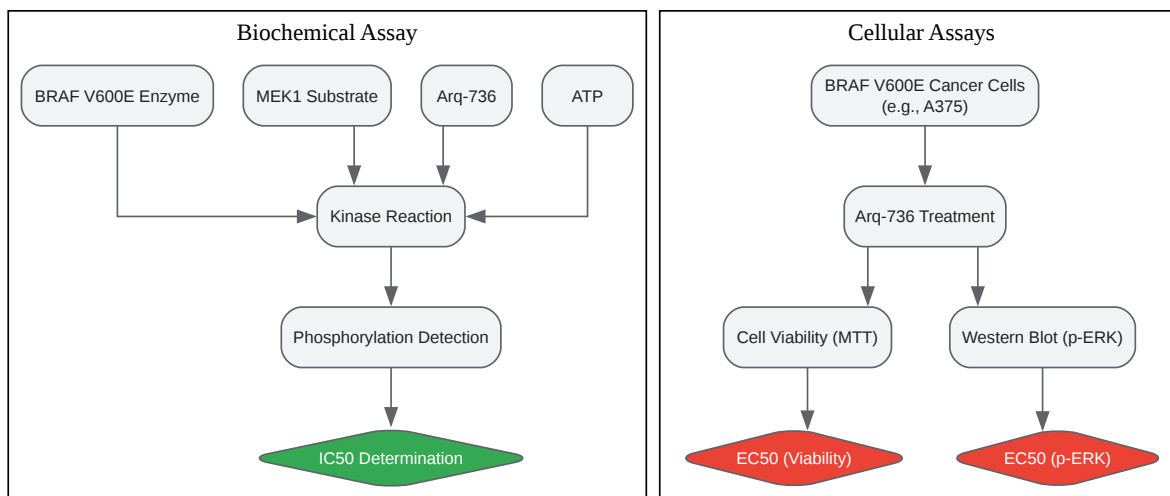 Biochemical Assay
BRAF V600E Enzyme
MEK1 Substrate
Arq-736
ATP
Kinase Reaction
Phosphorylation Detection
IC50 Determination
Cellular Assays
BRAF V600E Cancer Cells
(e.g., A375)
Arq-736 Treatment
Cell Viability (MTT)
Western Blot (p-ERK)
EC50 (Viability)
EC50 (p-ERK)